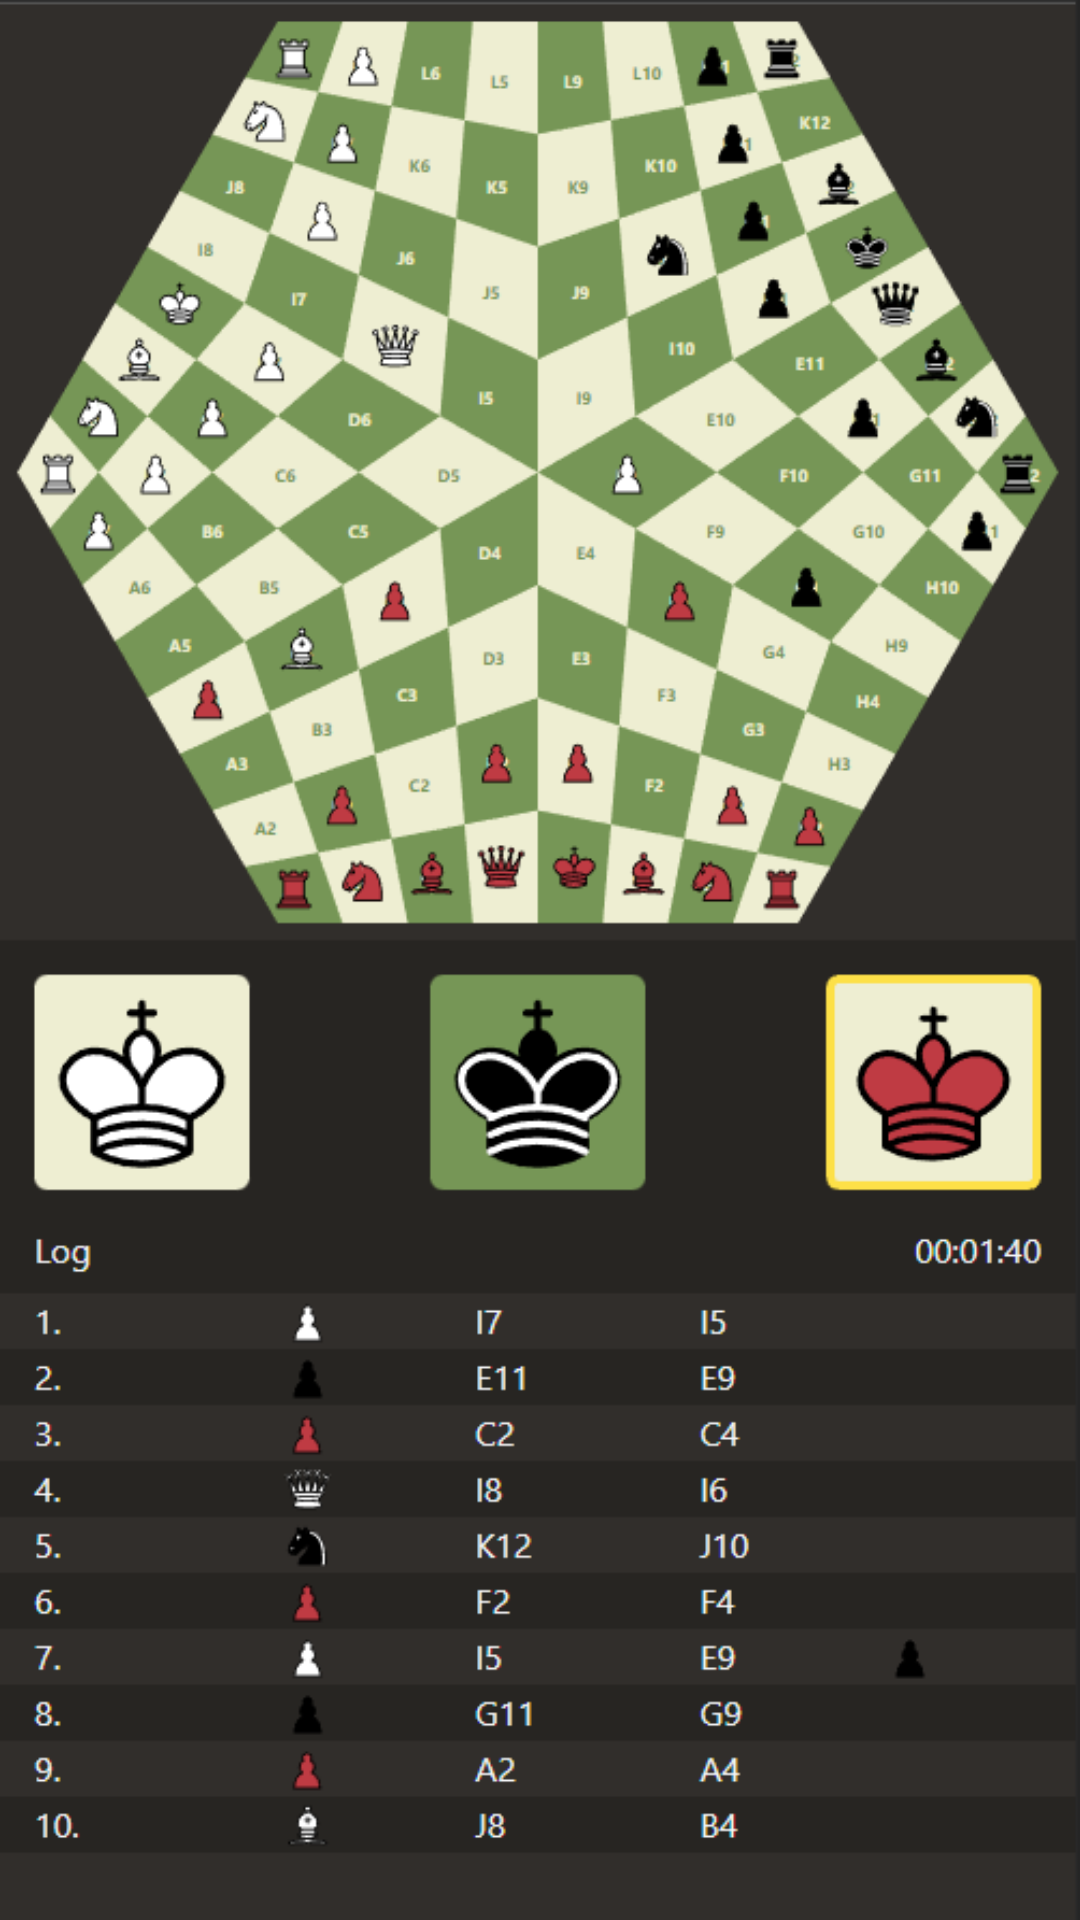 L6 L5 L9 L10
K12
K6 K5 K9 K10
J8
I8 J6 J5 J9
I7 I10
E11
I5 I9
D6 E10
C6 D5 F10 G11
B6 C5 F9 G10
D4 E4
A6 B5 H10
A5 D3 E3 G4 H9
C3 F3 H4
B3 G3
A3 H3
C2 F2
A2
Log 00:01:40
1. I7 I5
2. E11 E9
3. C2 C4
4. I8 I6
5. K12 J10
6. F2 F4
7. I5 E9
8. G11 G9
9. A2 A4
10. J8 B4